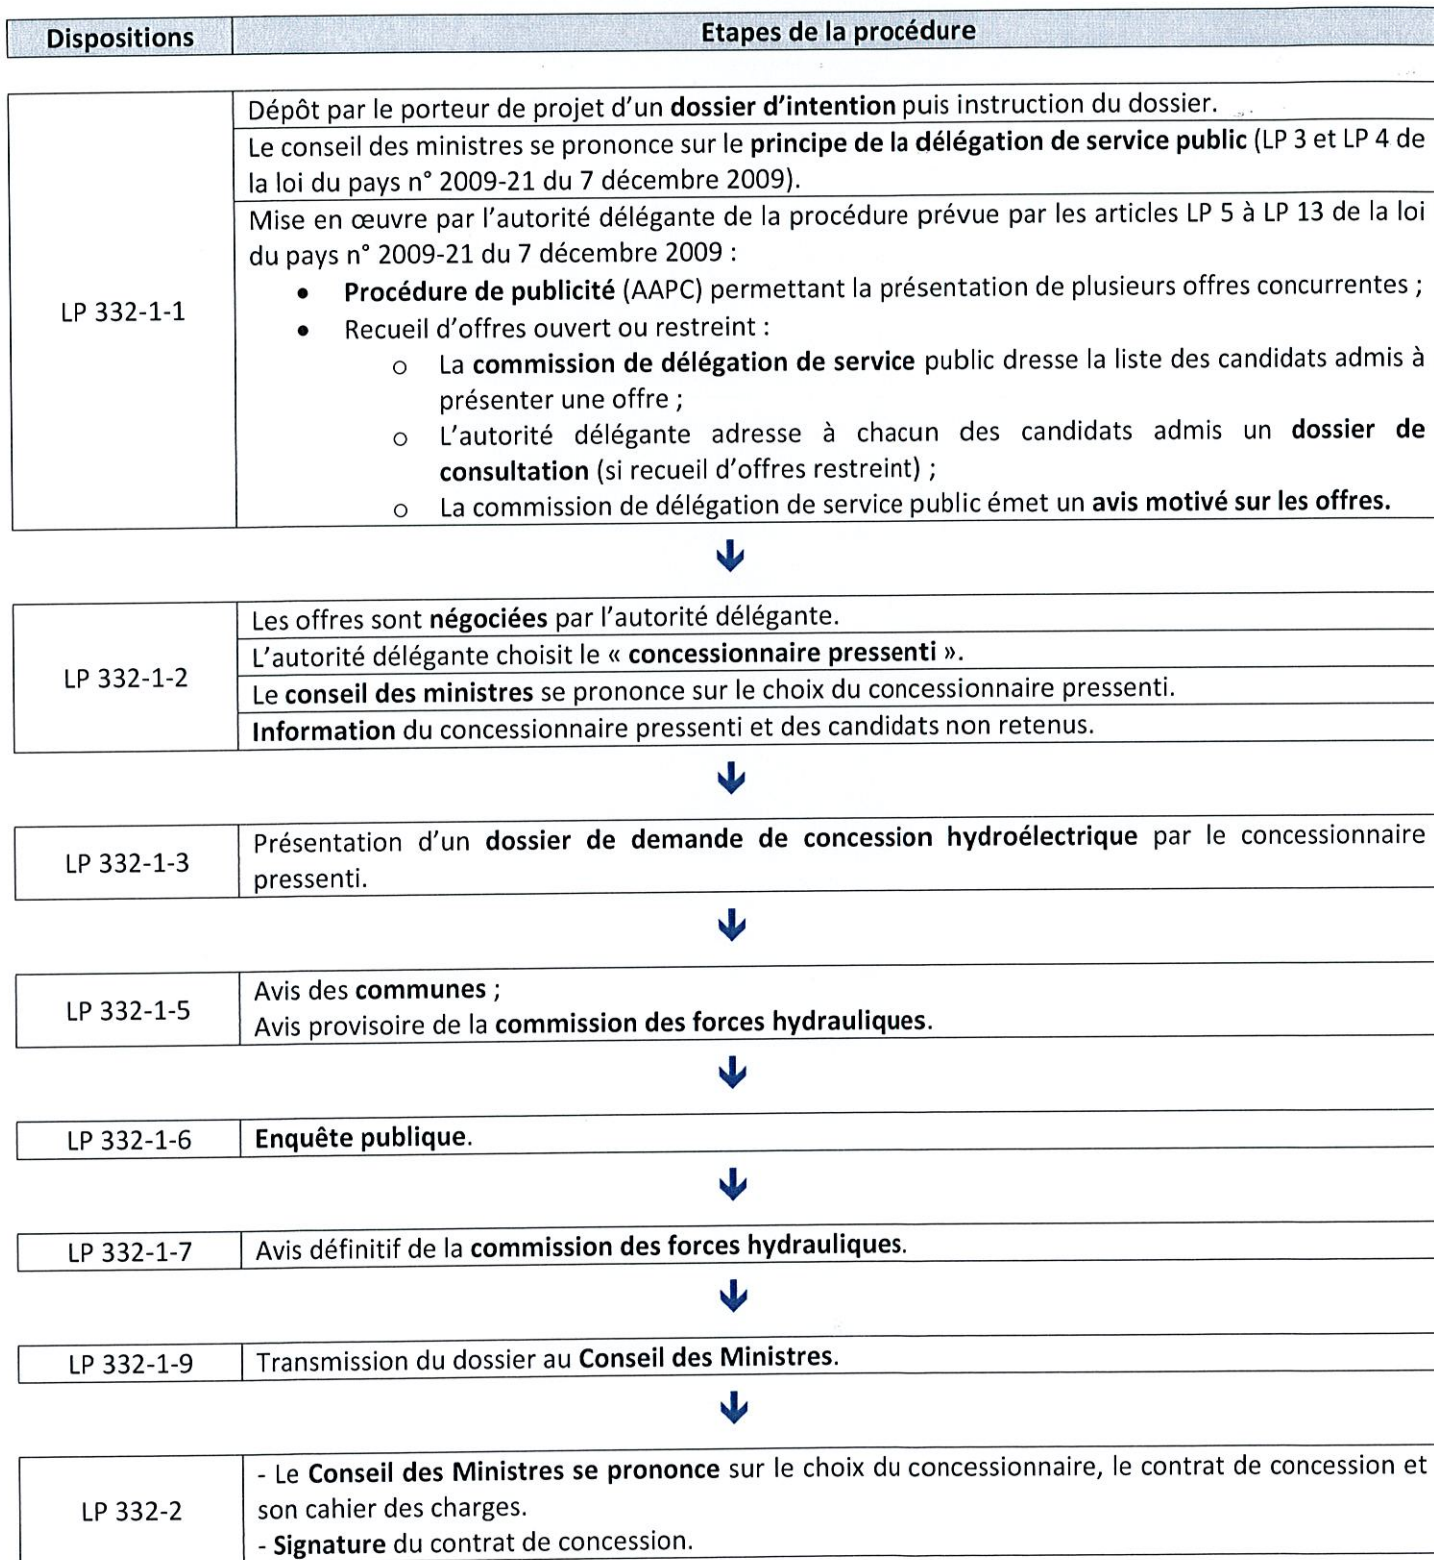 Dispositions Etapes de la procédure
Dépôt par le porteur de projet d'un dossier d'intention puis instruction du dossier.
Le conseil des ministres se prononce sur le principe de la délégation de service public (LP 3 et LP 4 de
la loi du pays n° 2009-21 du 7 décembre 2009).
Mise en œuvre par l'autorité délégante de la procédure prévue par les articles LP 5 à LP 13 de la loi
du pays n° 2009-21 du 7 décembre 2009 :
LP 332-1-1
• Procédure de publicité (AAPC) permettant la présentation de plusieurs offres concurrentes ;
• Recueil d'offres ouvert ou restreint :
o La commission de délégation de service public dresse la liste des candidats admis à
présenter une offre ;
o L'autorité délégante adresse à chacun des candidats admis un dossier de
consultation (si recueil d'offres restreint) ;
o La commission de délégation de service public émet un avis motivé sur les offres.
LP 332-1-2
Les offres sont négociées par l'autorité délégante.
L'autorité délégante choisit le « concessionnaire pressenti ».
Le conseil des ministres se prononce sur le choix du concessionnaire pressenti.
Information du concessionnaire pressenti et des candidats non retenus.
LP 332-1-3
Présentation d'un dossier de demande de concession hydroélectrique par le concessionnaire
pressenti.
LP 332-1-5
Avis des communes ;
Avis provisoire de la commission des forces hydrauliques.
LP 332-1-6 Enquête publique.
LP 332-1-7 Avis définitif de la commission des forces hydrauliques.
LP 332-1-9 Transmission du dossier au Conseil des Ministres.
LP 332-2
- Le Conseil des Ministres se prononce sur le choix du concessionnaire, le contrat de concession et
son cahier des charges.
- Signature du contrat de concession.